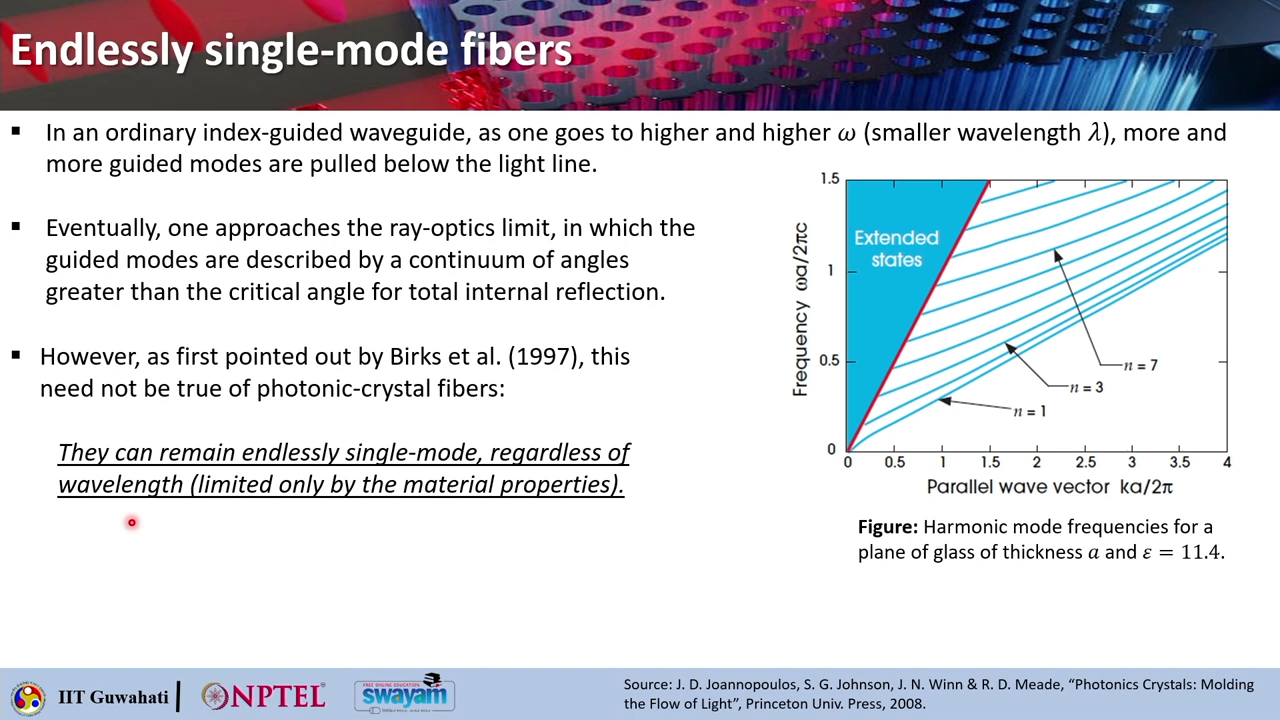 Endlessly single-mode fibers
▪ In an ordinary index-guided waveguide, as one goes to higher and higher ω (smaller wavelength λ), more and
more guided modes are pulled below the light line.
▪ Eventually, one approaches the ray-optics limit, in which the
guided modes are described by a continuum of angles
greater than the critical angle for total internal reflection.
▪ However, as first pointed out by Birks et al. (1997), this
need not be true of photonic-crystal fibers:
They can remain endlessly single-mode, regardless of
wavelength (limited only by the material properties).
Frequency ωa/2πc
1.5
1
0.5
0
Extended
states
n = 7
n = 3
n = 1
0 0.5 1 1.5 2 2.5 3 3.5 4
Parallel wave vector ka/2π
Figure: Harmonic mode frequencies for a
plane of glass of thickness a and ε = 11.4.
IIT Guwahati
NPTEL
FREE ONLINE EDUCATION
swayam
Source: J. D. Joannopoulos, S. G. Johnson, J. N. Winn & R. D. Meade, “Photonics Crystals: Molding
the Flow of Light”, Princeton Univ. Press, 2008.